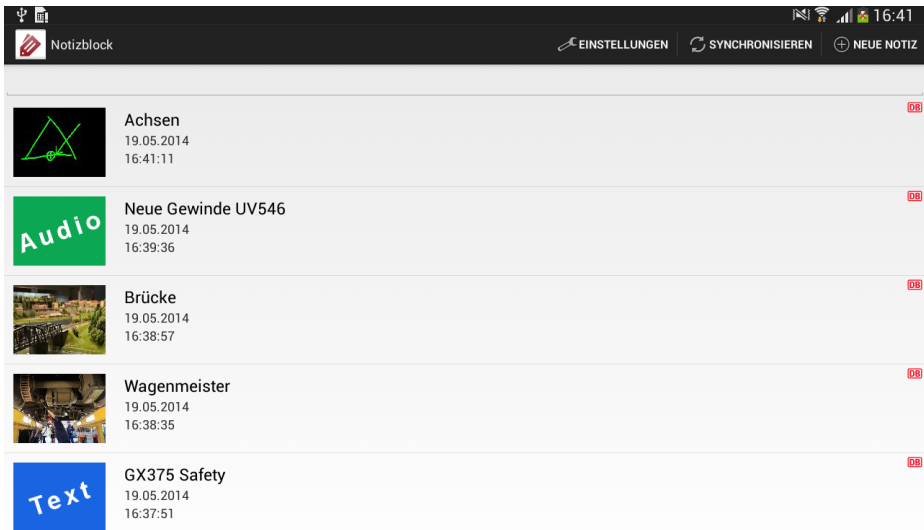 16:41
Notizblock
EINSTELLUNGEN
SYNCHRONISIEREN
NEUE NOTIZ
DB
Achsen
19.05.2014
16:41:11
DB
Audio
Neue Gewinde UV546
19.05.2014
16:39:36
DB
Brücke
19.05.2014
16:38:57
DB
Wagenmeister
19.05.2014
16:38:35
DB
Text
GX375 Safety
19.05.2014
16:37:51